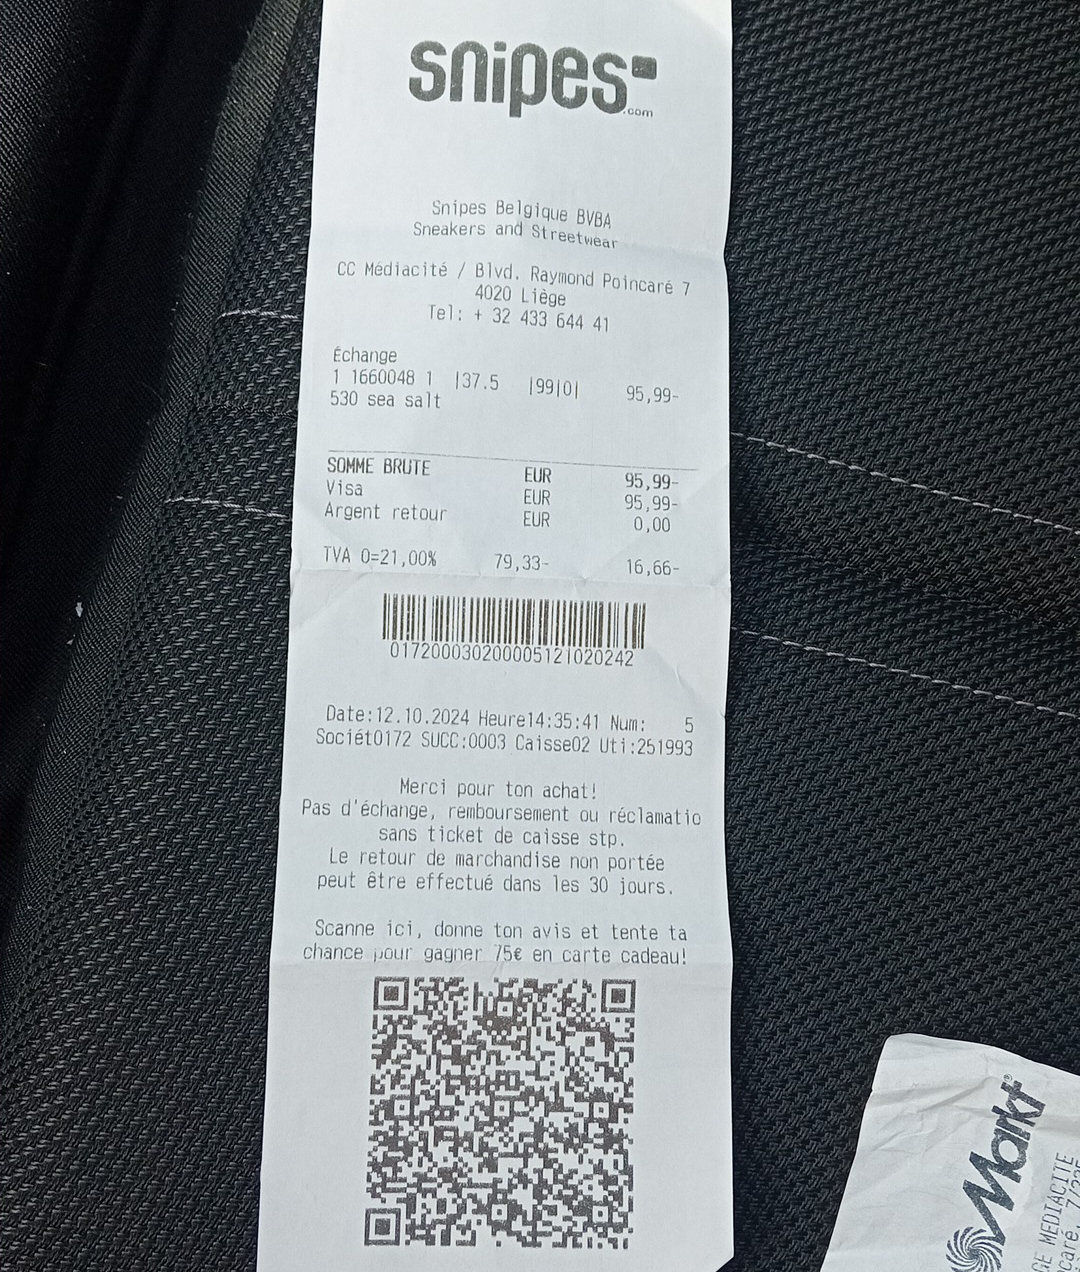 snipes
.com
Snipes Belgique BVBA
Sneakers and Streetwear
CC Médiacité / Blvd. Raymond Poincaré 7
4020 Liège
Tel: + 32 433 644 41
Échange
1 1660048 1 |37.5 |99|0| 95,99-
530 sea salt
SOMME BRUTE EUR 95,99-
Visa EUR 95,99-
Argent retour EUR 0,00
TVA 0=21,00% 79,33- 16,66-
0172000302000051210 20242
Date:12.10.2024 Heure14:35:41 Num: 5
Sociét0172 SUCC:0003 Caisse02 Uti:251993
Merci pour ton achat!
Pas d'échange, remboursement ou réclamatio
sans ticket de caisse stp.
Le retour de marchandise non portée
peut être effectué dans les 30 jours.
Scanne ici, donne ton avis et tente ta
chance pour gagner 75€ en carte cadeau!
Markt®
MEDIACITE